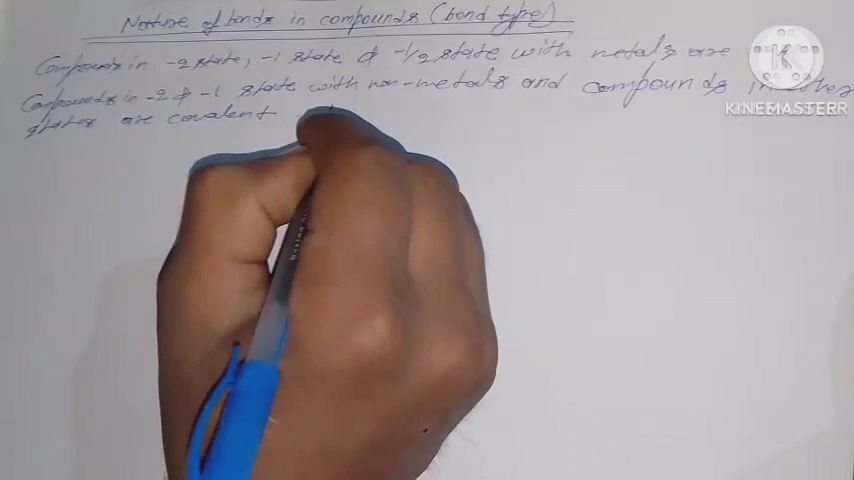 Nature of bonds in compounds (bond type)
Compounds in -2 state, -1 state & -1/2 state with metals are
Compounds in -2 & -1 state with non-metals and compounds in other
states are covalent
KINEMASTER